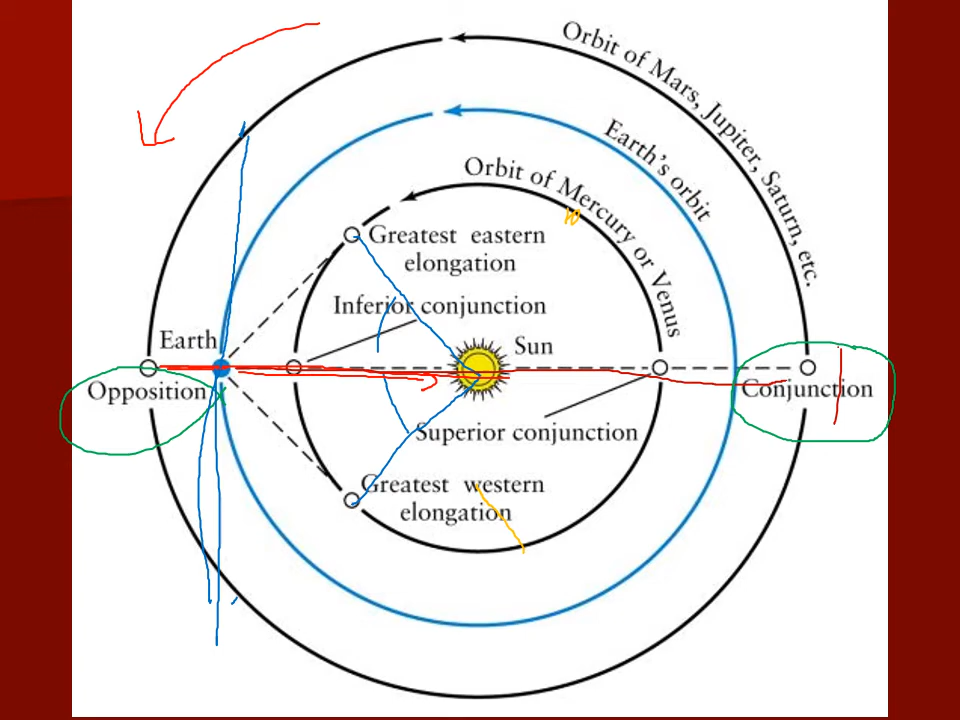 Orbit of Mars, Jupiter, Saturn, etc.
Earth's orbit
Orbit of Mercury or Venus
Greatest eastern
elongation
Inferior conjunction
Earth
Sun
Opposition
Conjunction
Superior conjunction
Greatest western
elongation